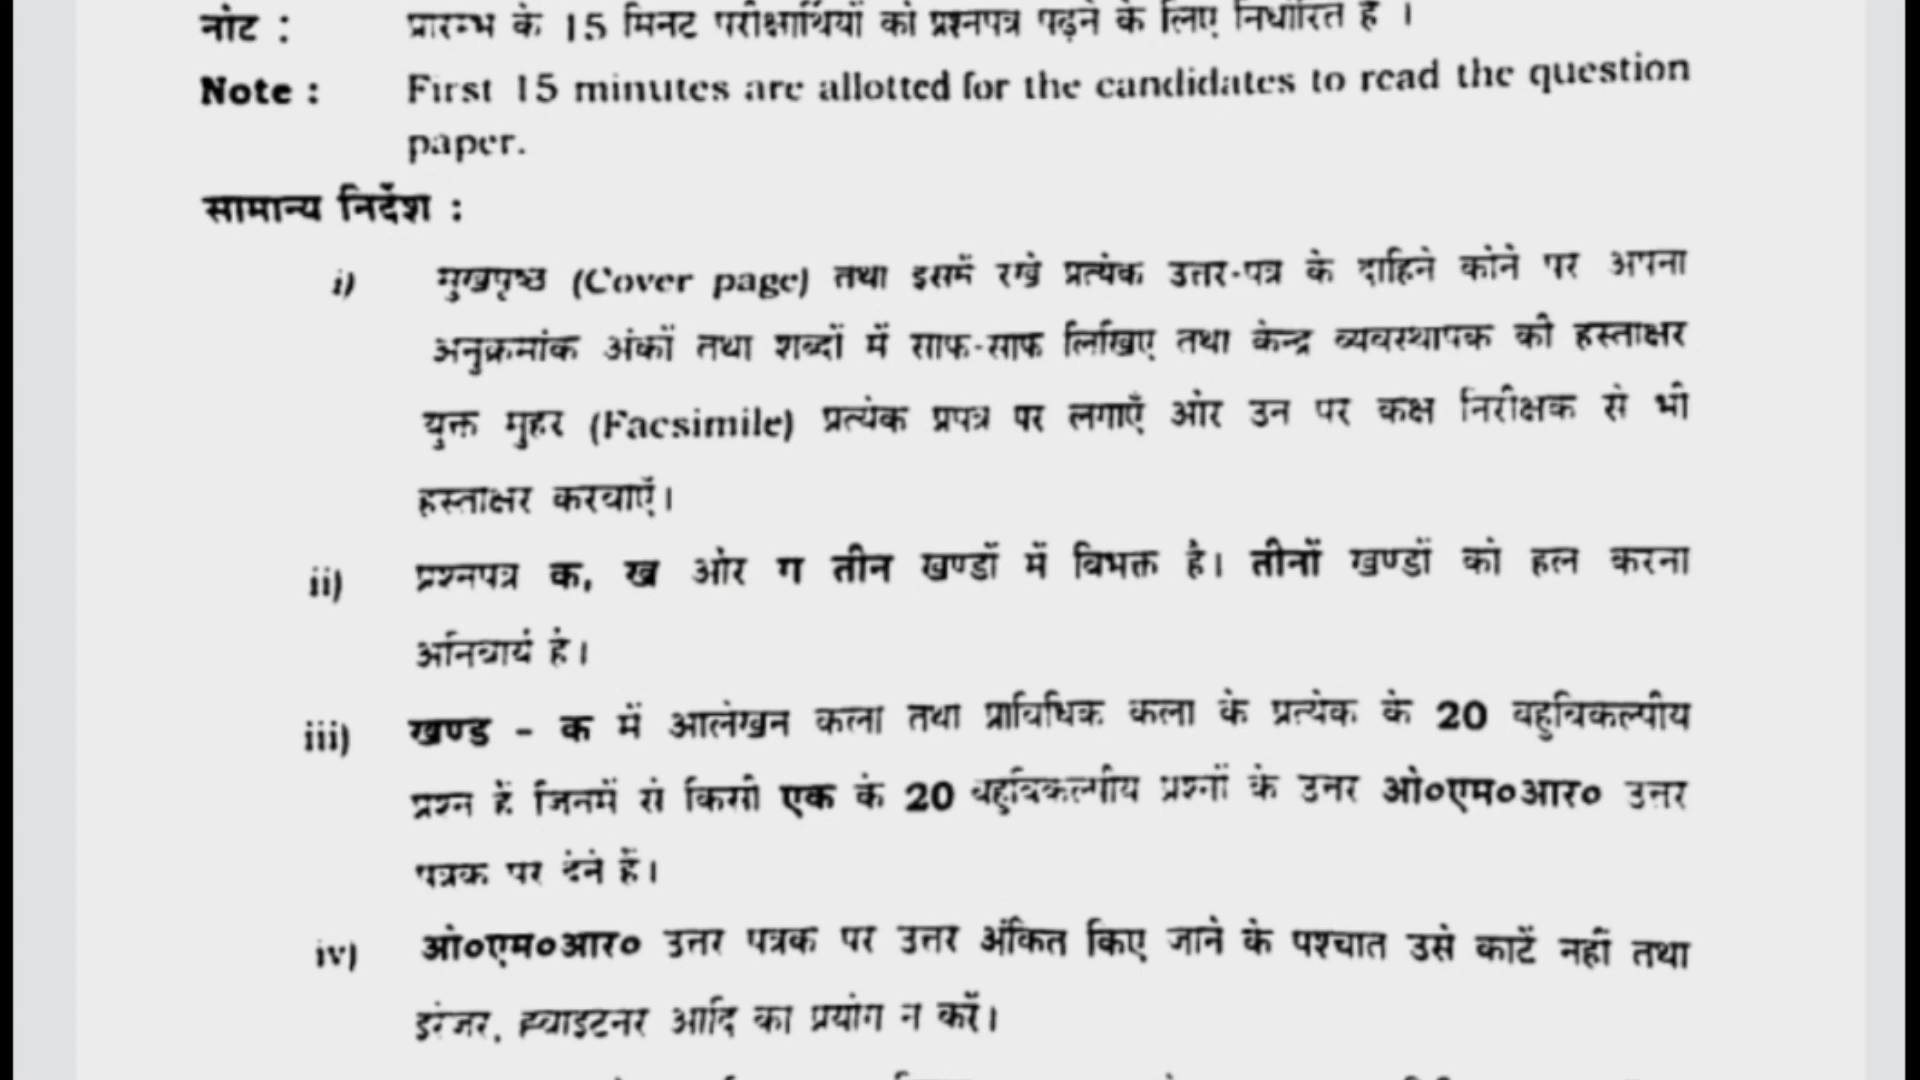 नोट : प्रारम्भ के 15 मिनट परीक्षार्थियों को प्रश्नपत्र पढ़ने के लिए निर्धारित हैं ।
Note : First 15 minutes are allotted for the candidates to read the question
paper.
सामान्य निर्देश :
i) मुखपृष्ठ (Cover page) तथा इसमें रखे प्रत्येक उत्तर-पत्र के दाहिने कोने पर अपना
अनुक्रमांक अंकों तथा शब्दों में साफ-साफ लिखिए तथा केन्द्र व्यवस्थापक की हस्ताक्षर
युक्त मुहर (Facsimile) प्रत्येक प्रपत्र पर लगाएँ और उन पर कक्ष निरीक्षक से भी
हस्ताक्षर करवाएँ।
ii) प्रश्नपत्र क, ख और ग तीन खण्डों में विभक्त है। तीनों खण्डों को हल करना
अनिवार्य है।
iii) खण्ड - क में आलेखन कला तथा प्राविधिक कला के प्रत्येक के 20 बहुविकल्पीय
प्रश्न हैं जिनमें से किसी एक के 20 बहुविकल्पीय प्रश्नों के उत्तर ओ०एम०आर० उत्तर
पत्रक पर देने हैं।
iv) ओ०एम०आर० उत्तर पत्रक पर उत्तर अंकित किए जाने के पश्चात उसे काटें नहीं तथा
इरेजर, ह्वाइटनर आदि का प्रयोग न करें।